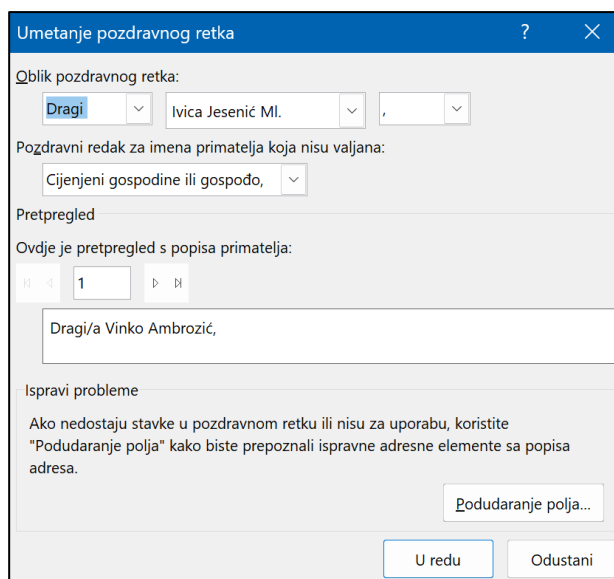 Umetanje pozdravnog retka ?
Oblik pozdravnog retka:
Dragi Ivica Jesenić Ml. ,
Pozdravni redak za imena primatelja koja nisu valjana:
Cijenjeni gospodine ili gospođo,
Pretpregled
Ovdje je pretpregled s popisa primatelja:
1
Dragi/a Vinko Ambrozić,
Ispravi probleme
Ako nedostaju stavke u pozdravnom retku ili nisu za uporabu, koristite
"Podudaranje polja" kako biste prepoznali ispravne adresne elemente sa popisa
adresa.
Podudaranje polja...
U redu Odustani